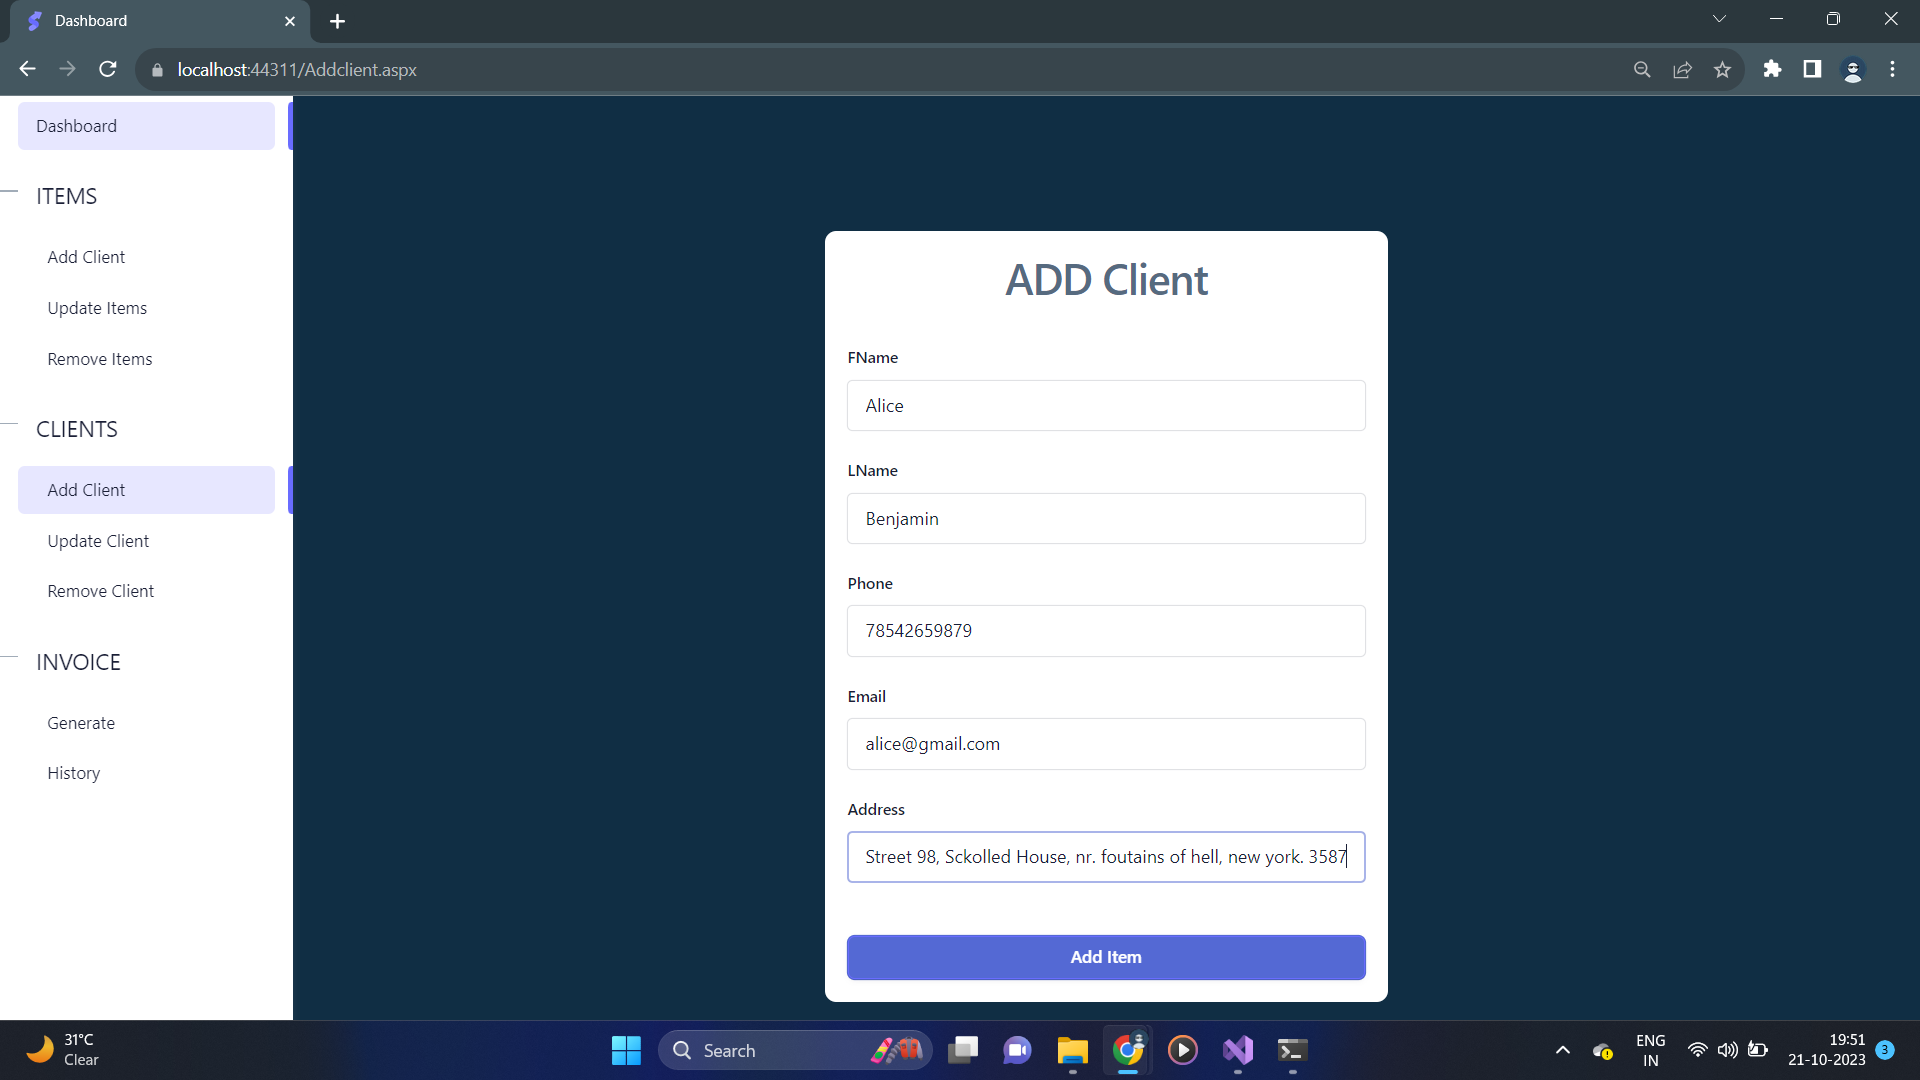 Dashboard
localhost:44311/Addclient.aspx
Dashboard
ITEMS
Add Client
Update Items
Remove Items
CLIENTS
Add Client
Update Client
Remove Client
INVOICE
Generate
History
ADD Client
FName
Alice
LName
Benjamin
Phone
78542659879
Email
alice@gmail.com
Address
Street 98, Sckolled House, nr. foutains of hell, new york. 3587
Add Item
31°C
Clear
Search
ENG
IN
19:51
21-10-2023
3